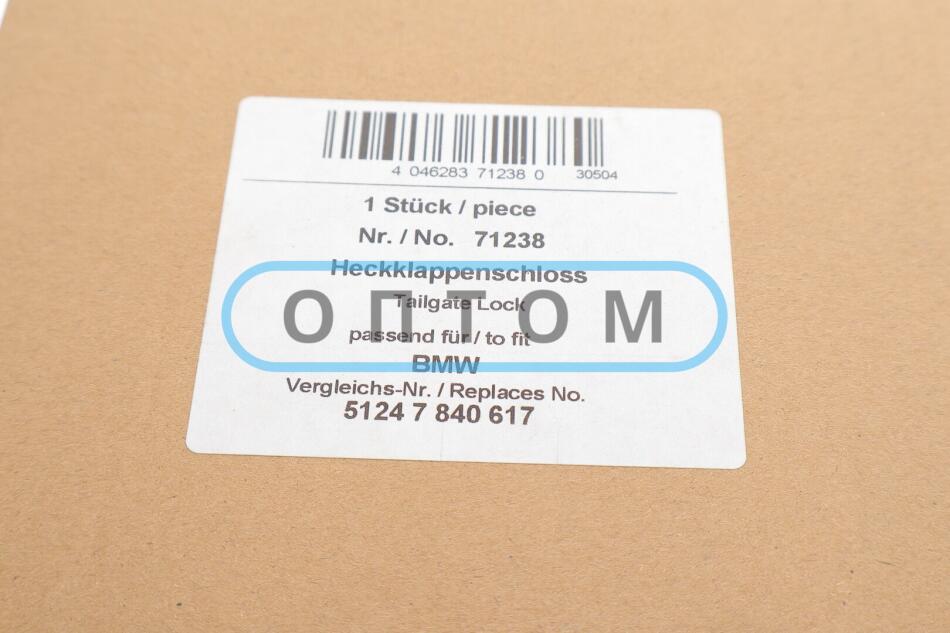 4 046283 71238 0 30504
1 Stück / piece
Nr. / No. 71238
Heckklappenschloss
Tailgate Lock
ОПТОМ
passend für / to fit
BMW
Vergleichs-Nr. / Replaces No.
5124 7 840 617